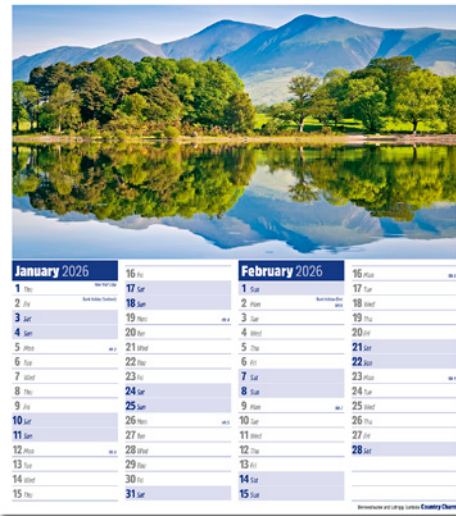 January 2026
1 Thu New Year's Day
2 Fri Bank Holiday (Scotland)
3 Sat
4 Sun
5 Mon
6 Tue
7 Wed
8 Thu
9 Fri
10 Sat
11 Sun
12 Mon
13 Tue
14 Wed
15 Thu
16 Fri
17 Sat
18 Sun
19 Mon
20 Tue
21 Wed
22 Thu
23 Fri
24 Sat
25 Sun
26 Mon
27 Tue
28 Wed
29 Thu
30 Fri
31 Sat
February 2026
1 Sun
2 Mon
3 Tue
4 Wed
5 Thu
6 Fri
7 Sat
8 Sun
9 Mon
10 Tue
11 Wed
12 Thu
13 Fri
14 Sat
15 Sun
16 Mon
17 Tue
18 Wed
19 Thu
20 Fri
21 Sat
22 Sun
23 Mon
24 Tue
25 Wed
26 Thu
27 Fri
28 Sat
Country Charm